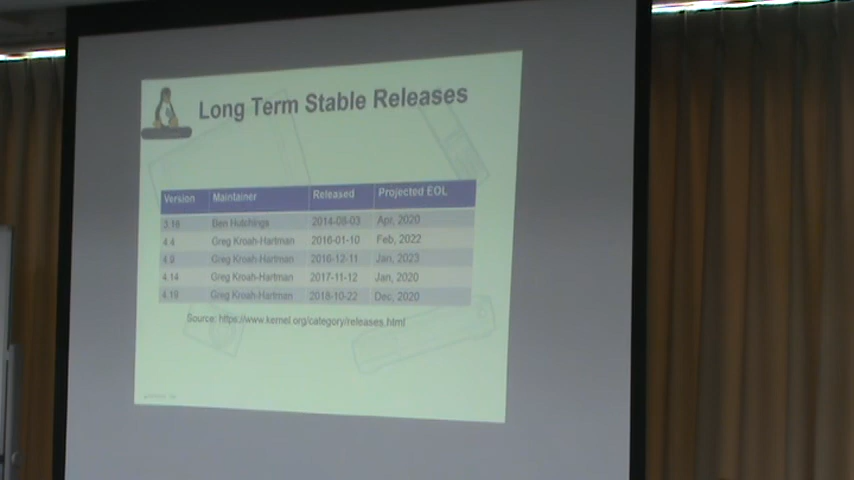 Long Term Stable Releases
Version Maintainer Released Projected EOL
3.16 Ben Hutchings 2014-08-03 Apr, 2020
4.4 Greg Kroah-Hartman 2016-01-10 Feb, 2022
4.9 Greg Kroah-Hartman 2016-12-11 Jan, 2023
4.14 Greg Kroah-Hartman 2017-11-12 Jan, 2020
4.19 Greg Kroah-Hartman 2018-10-22 Dec, 2020
Source: https://www.kernel.org/category/releases.html